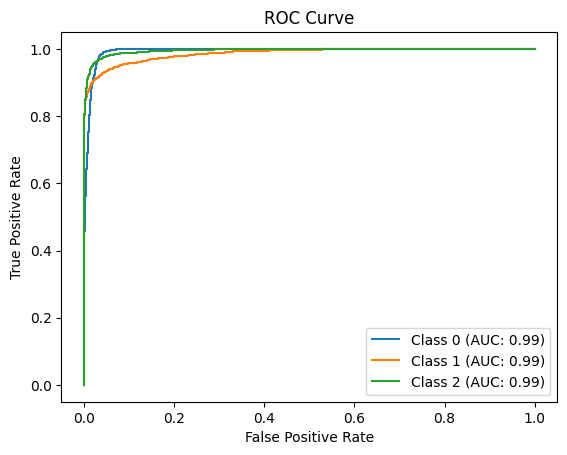 ROC Curve
True Positive Rate
1.0
0.8
0.6
0.4
0.2
0.0
Class 0 (AUC: 0.99)
Class 1 (AUC: 0.99)
Class 2 (AUC: 0.99)
0.0 0.2 0.4 0.6 0.8 1.0
False Positive Rate